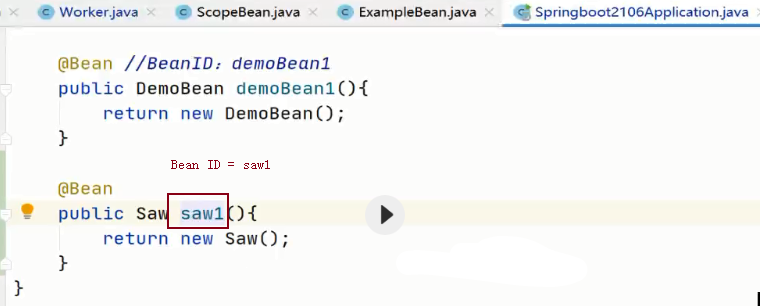 Worker.java × ScopeBean.java × ExampleBean.java × Springboot2106Application.java
@Bean //BeanID：demoBean1
public DemoBean demoBean1(){
return new DemoBean();
}
Bean ID = saw1
@Bean
public Saw saw1(){
return new Saw();
}
}